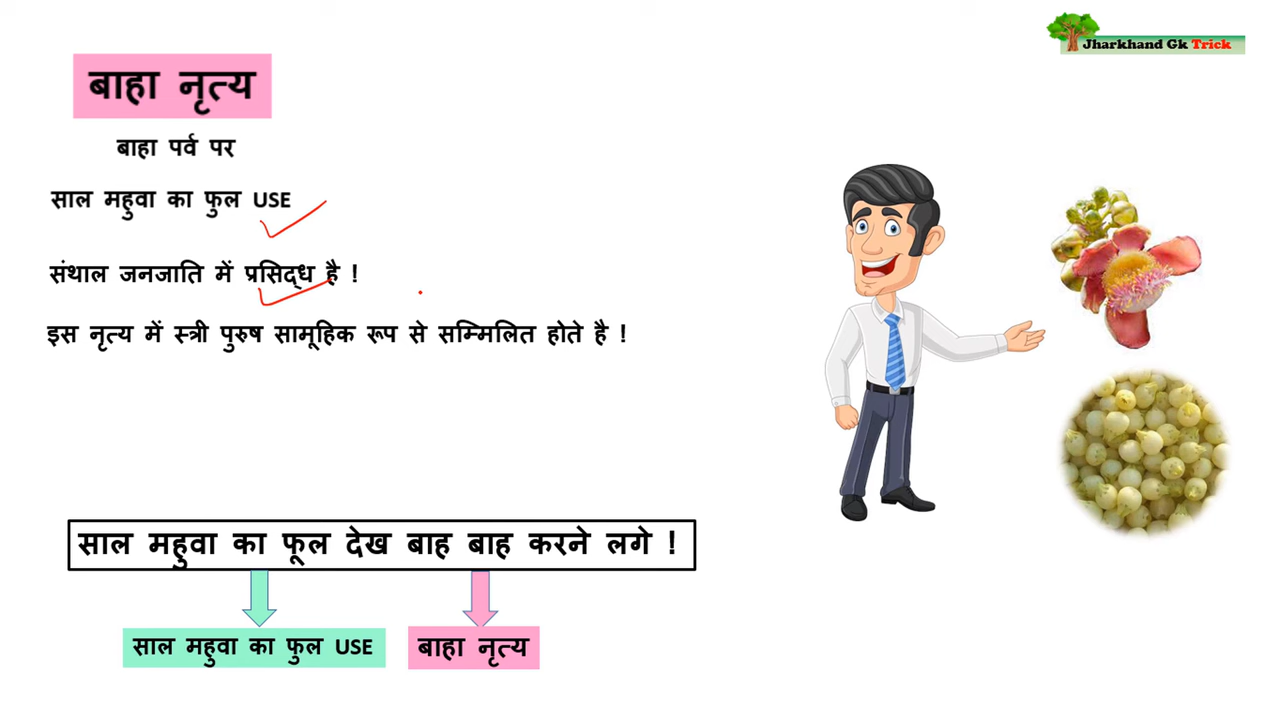 Jharkhand Gk Trick
बाहा नृत्य
बाहा पर्व पर
साल महुवा का फुल USE
संथाल जनजाति में प्रसिद्ध है !
इस नृत्य में स्त्री पुरुष सामूहिक रूप से सम्मिलित होते है !
साल महुवा का फूल देख बाह बाह करने लगे !
साल महुवा का फुल USE
बाहा नृत्य